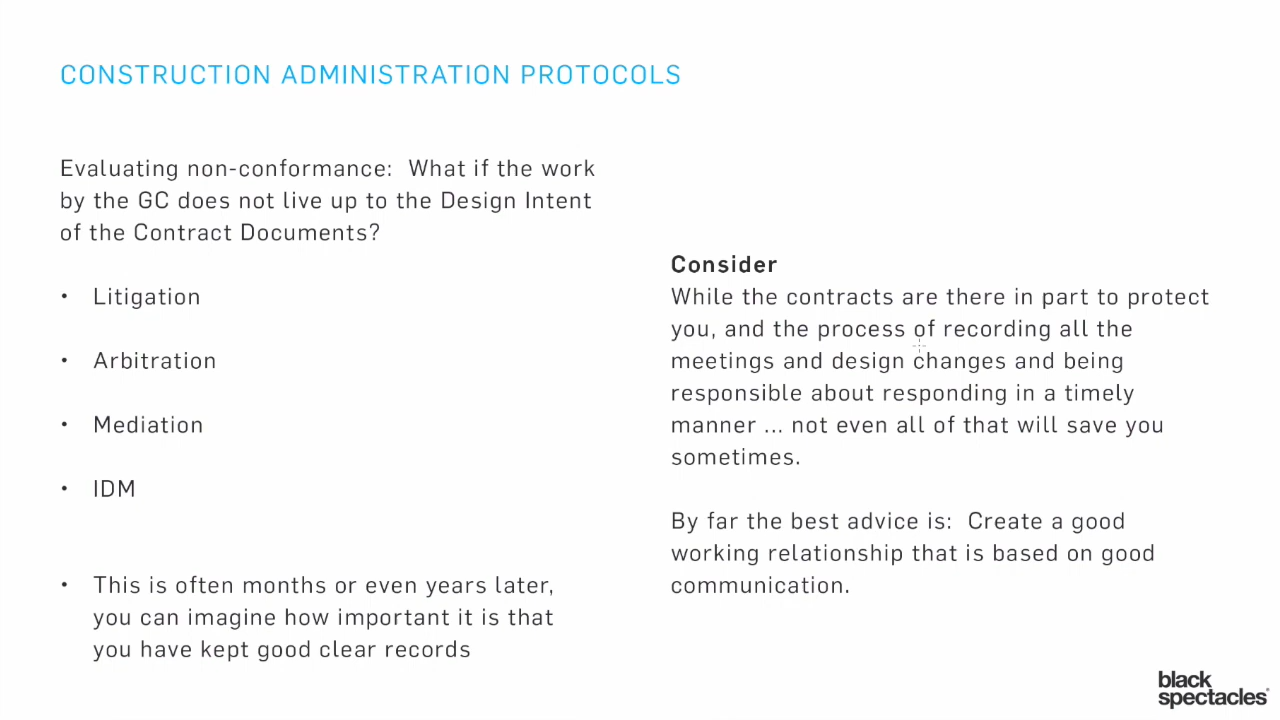 CONSTRUCTION ADMINISTRATION PROTOCOLS
Evaluating non-conformance:  What if the work
by the GC does not live up to the Design Intent
of the Contract Documents?
• Litigation
• Arbitration
• Mediation
• IDM
• This is often months or even years later,
you can imagine how important it is that
you have kept good clear records
Consider
While the contracts are there in part to protect
you, and the process of recording all the
meetings and design changes and being
responsible about responding in a timely
manner ... not even all of that will save you
sometimes.
By far the best advice is:  Create a good
working relationship that is based on good
communication.
black
spectacles®